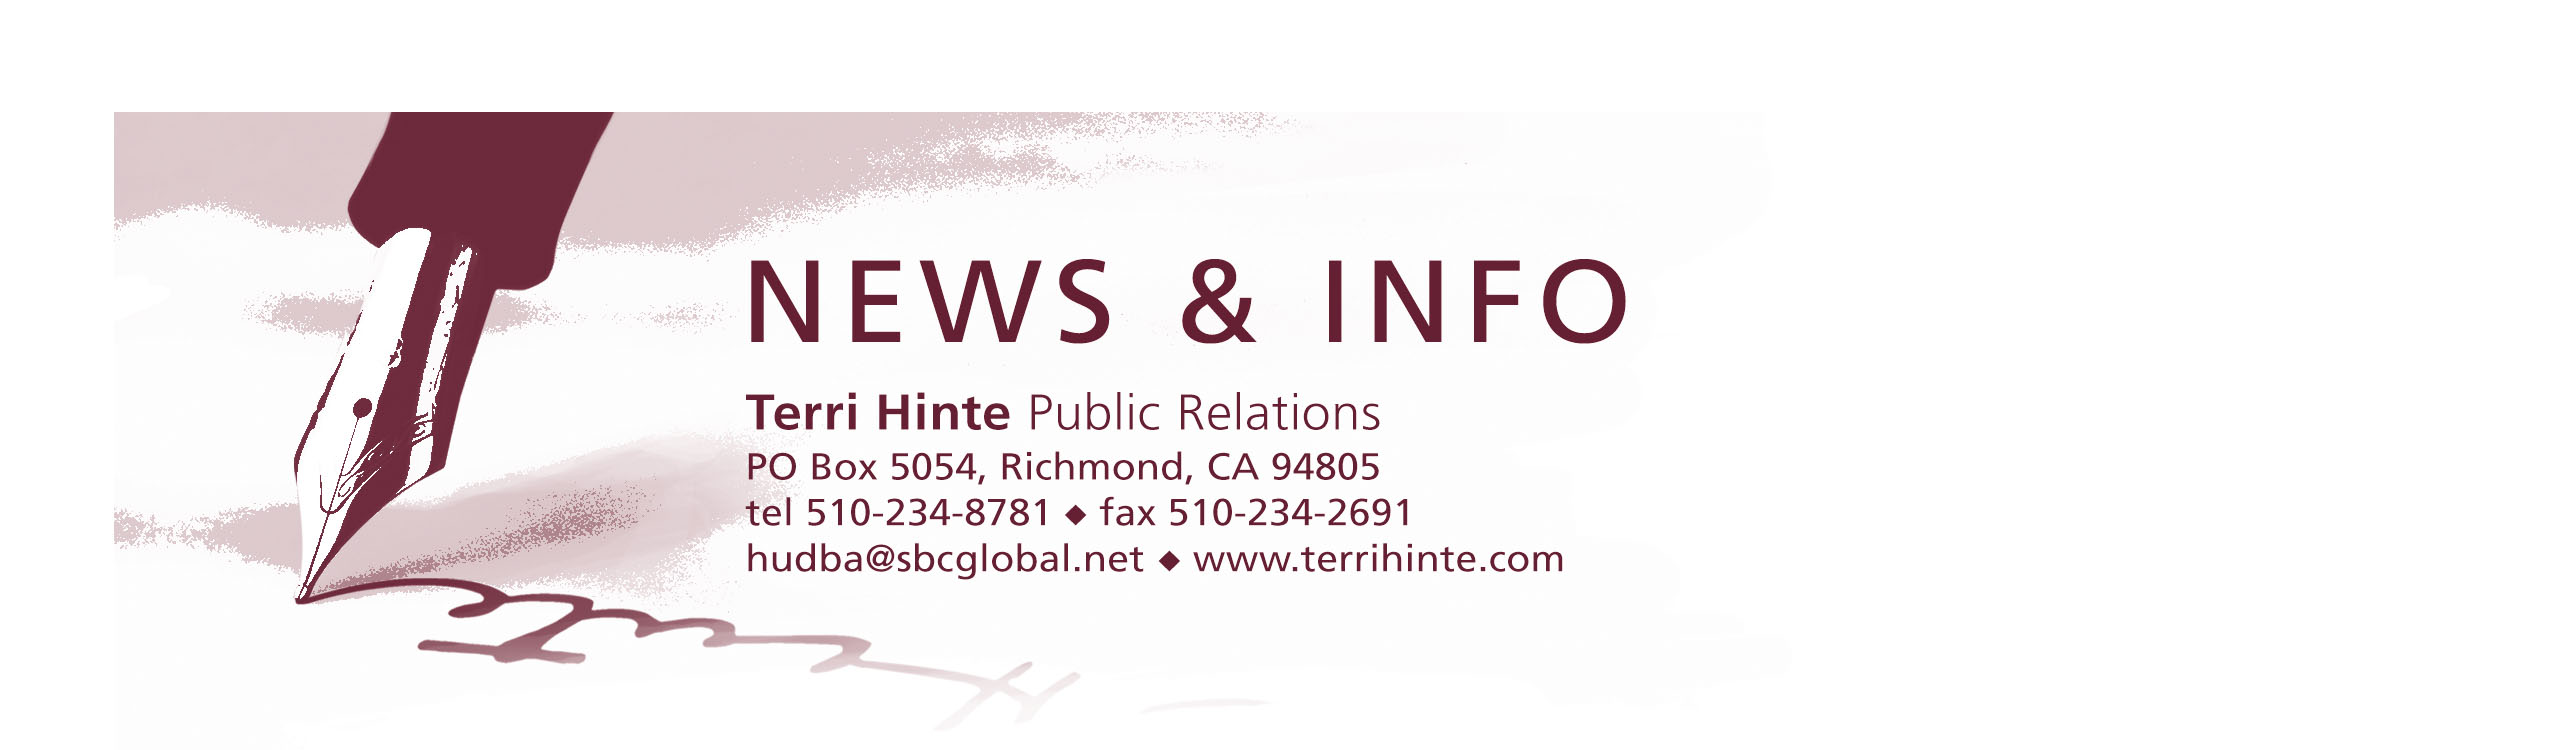 NEWS & INFO
Terri Hinte Public Relations
PO Box 5054, Richmond, CA 94805
tel 510-234-8781 ◆ fax 510-234-2691
hudba@sbcglobal.net ◆ www.terrihinte.com